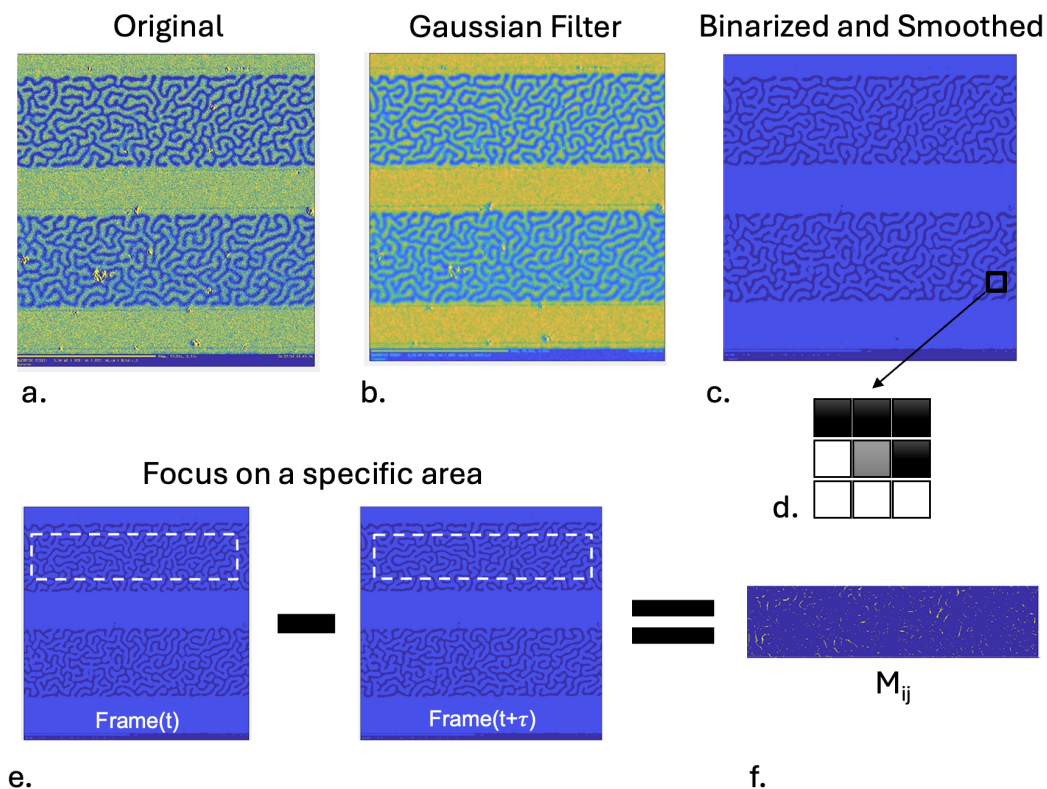 Original
Gaussian Filter
Binarized and Smoothed
a.
b.
c.
d.
Focus on a specific area
Frame(t)
Frame(t+τ)
M_ij
e.
f.